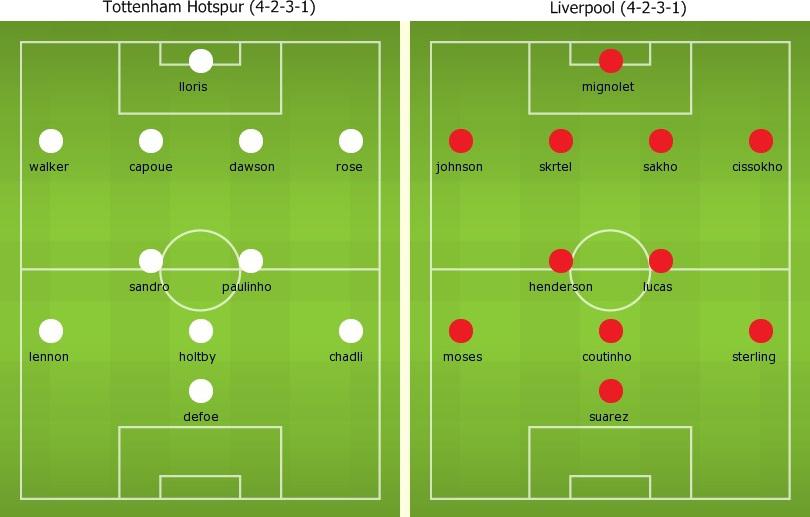 Tottenham Hotspur (4-2-3-1)
lloris
walker capoue dawson rose
sandro paulinho
lennon holtby chadli
defoe
Liverpool (4-2-3-1)
mignolet
johnson skrtel sakho cissokho
henderson lucas
moses coutinho sterling
suarez